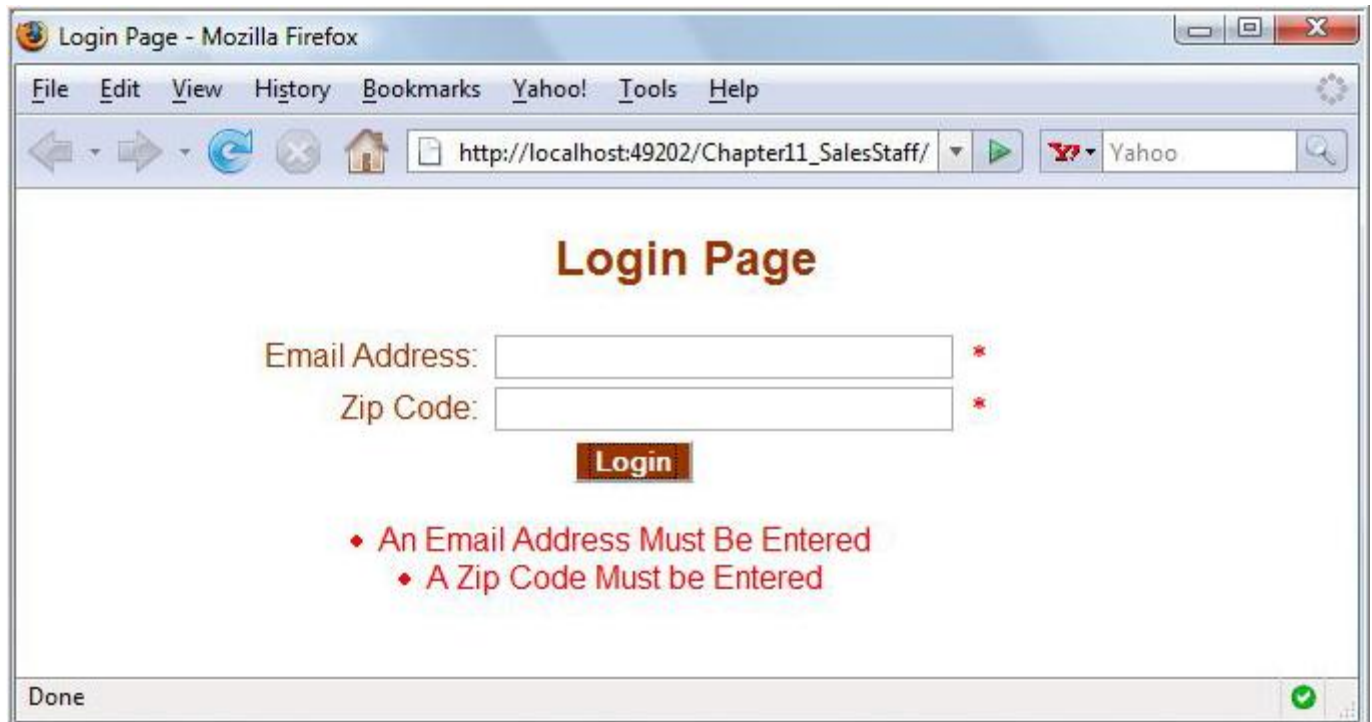 Login Page - Mozilla Firefox
File Edit View History Bookmarks Yahoo! Tools Help
http://localhost:49202/Chapter11_SalesStaff/ Y! Yahoo
Login Page
Email Address: *
Zip Code: *
Login
• An Email Address Must Be Entered
• A Zip Code Must be Entered
Done